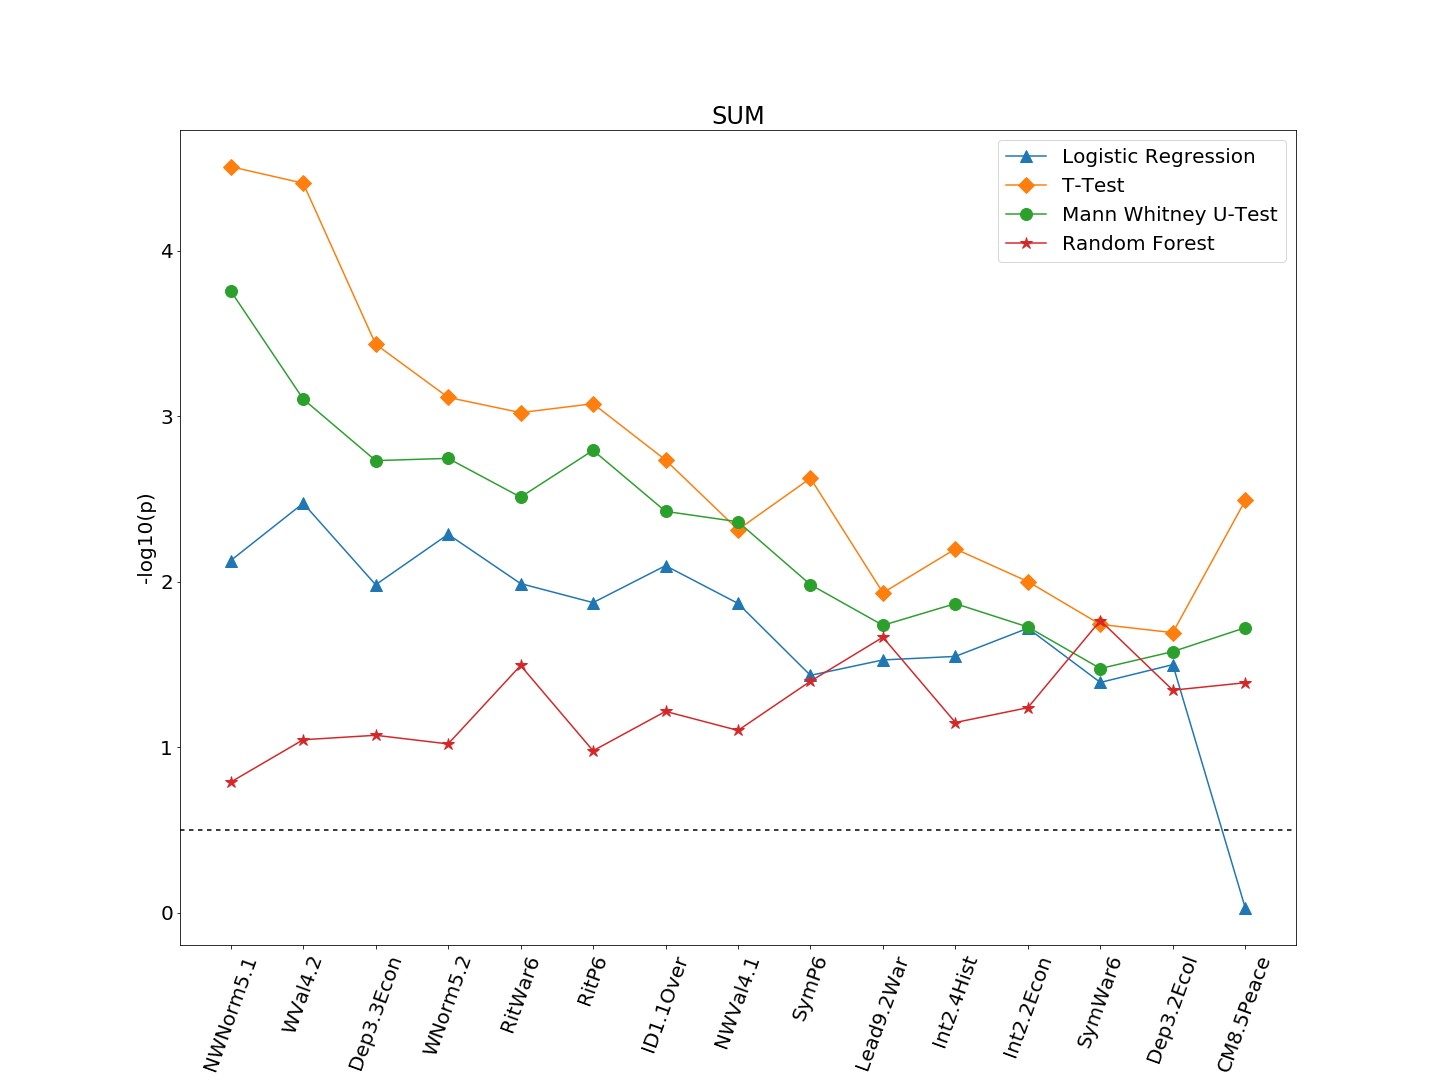 SUM
Logistic Regression
T-Test
Mann Whitney U-Test
Random Forest
-log10(p)
4
3
2
1
0
NWNorm5.1
WVal4.2
Dep3.3Econ
WNorm5.2
RitWar6
RitP6
ID1.1Over
NWVal4.1
SymP6
Lead9.2War
Int2.4Hist
Int2.2Econ
SymWar6
Dep3.2Ecol
CM8.5Peace